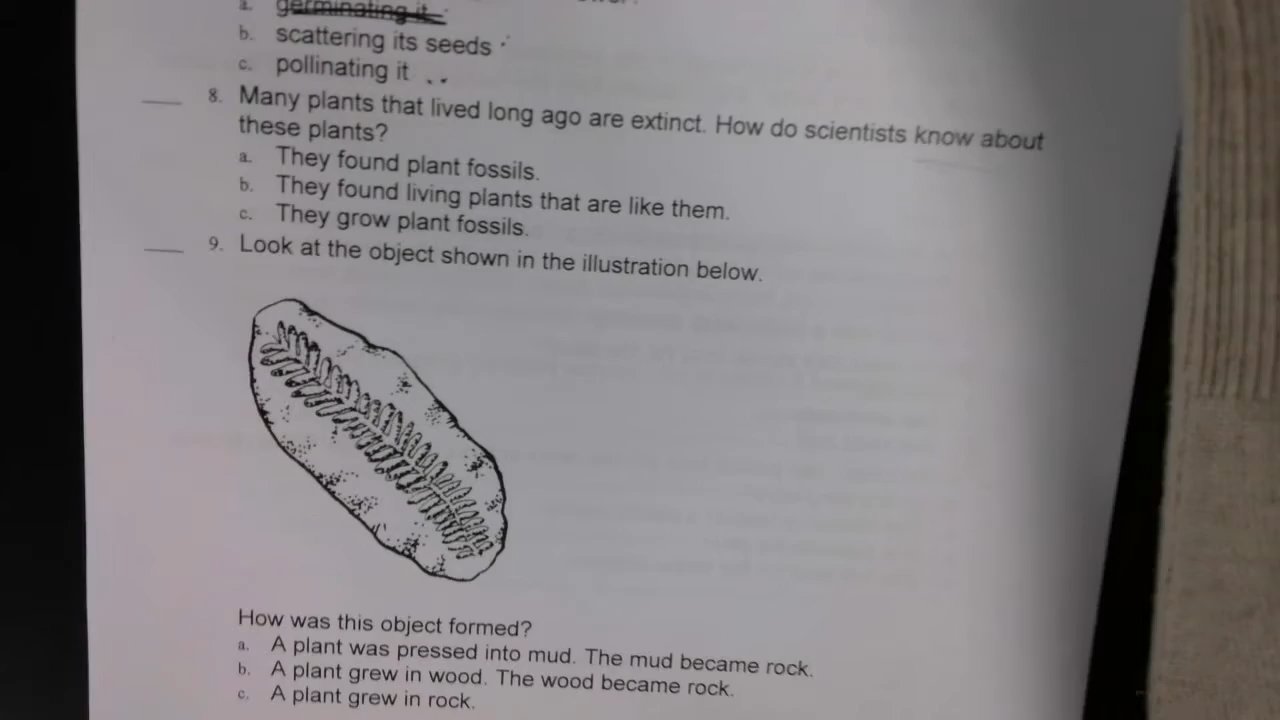 a. germinating it
b. scattering its seeds
c. pollinating it
8. Many plants that lived long ago are extinct. How do scientists know about
these plants?
a. They found plant fossils.
b. They found living plants that are like them.
c. They grow plant fossils.
9. Look at the object shown in the illustration below.
How was this object formed?
a. A plant was pressed into mud. The mud became rock.
b. A plant grew in wood. The wood became rock.
c. A plant grew in rock.